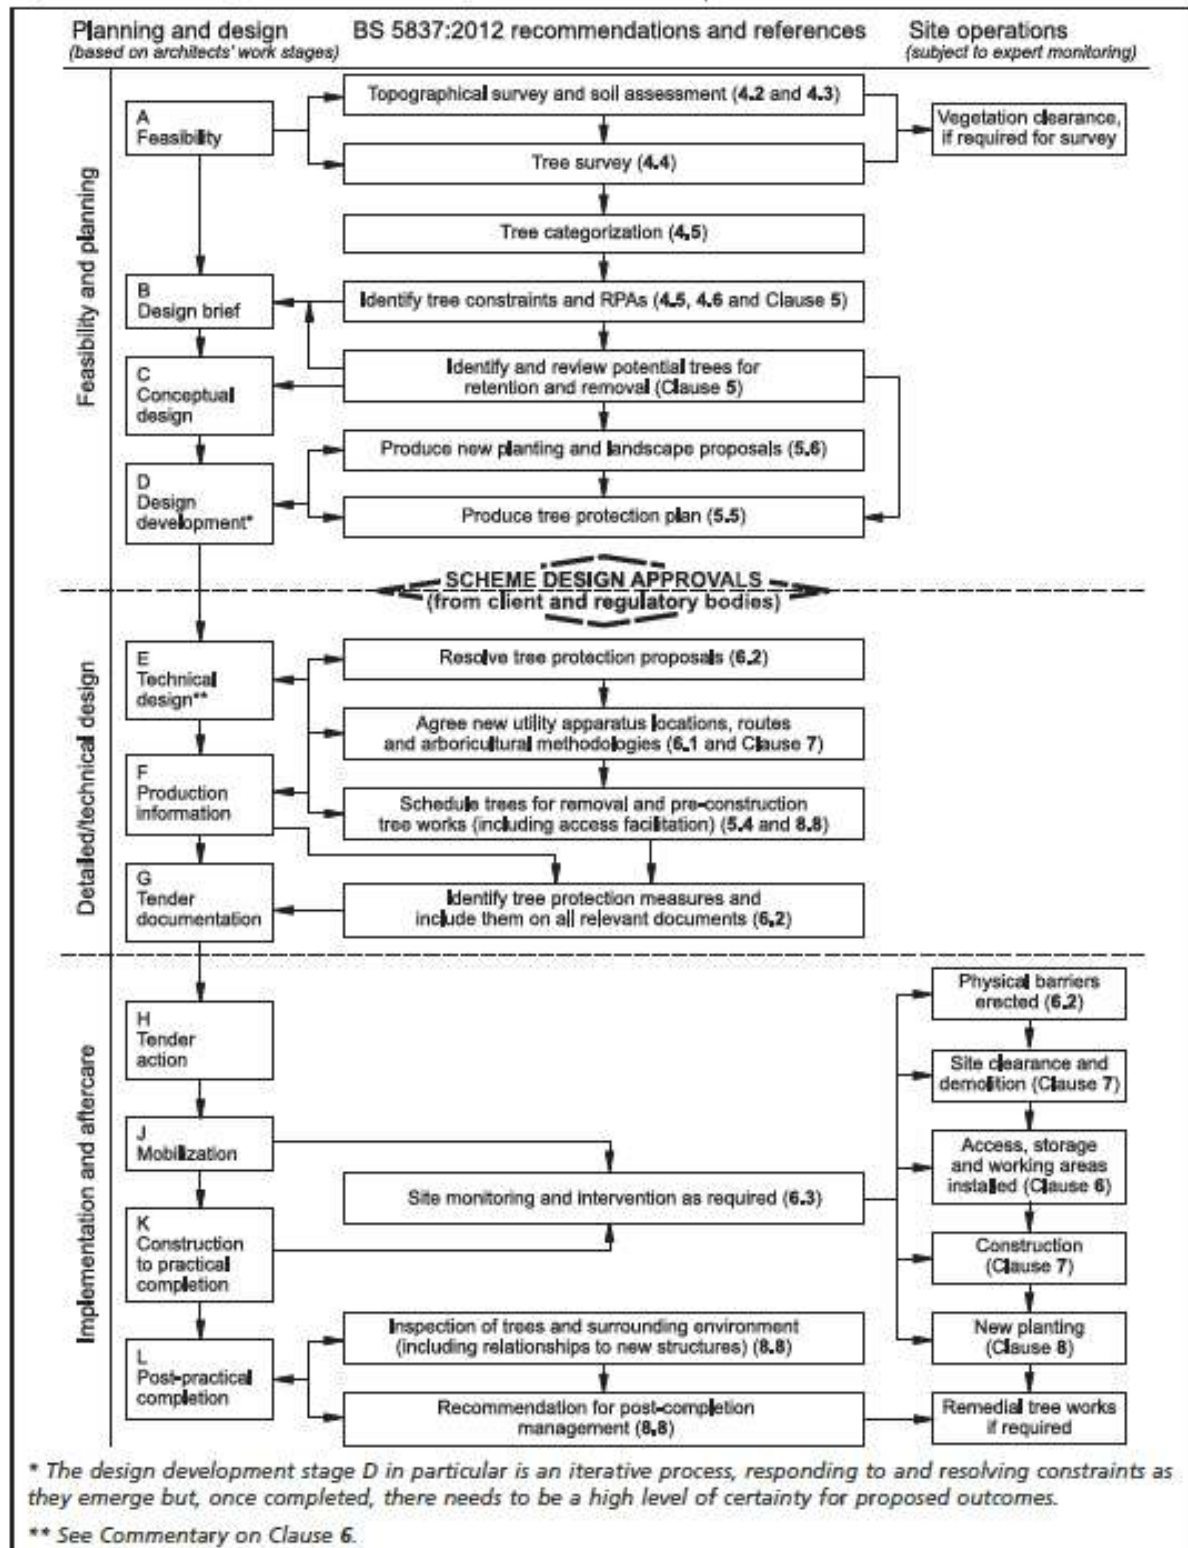 Planning and design
(based on architects' work stages)
BS 5837:2012 recommendations and references
Site operations
(subject to expert monitoring)
Feasibility and planning
A
Feasibility
Topographical survey and soil assessment (4.2 and 4.3)
Vegetation clearance,
if required for survey
Tree survey (4.4)
Tree categorization (4.5)
B
Design brief
Identify tree constraints and RPAs (4.5, 4.6 and Clause 5)
C
Conceptual
design
Identify and review potential trees for
retention and removal (Clause 5)
D
Design
development*
Produce new planting and landscape proposals (5.6)
Produce tree protection plan (5.5)
SCHEME DESIGN APPROVALS
(from client and regulatory bodies)
Detailed/technical design
E
Technical
design**
Resolve tree protection proposals (6.2)
Agree new utility apparatus locations, routes
and arboricultural methodologies (6.1 and Clause 7)
F
Production
information
Schedule trees for removal and pre-construction
tree works (including access facilitation) (5.4 and 8.8)
G
Tender
documentation
Identify tree protection measures and
include them on all relevant documents (6.2)
Implementation and aftercare
H
Tender
action
J
Mobilization
K
Construction
to practical
completion
Site monitoring and intervention as required (6.3)
Physical barriers
erected (6.2)
Site clearance and
demolition (Clause 7)
Access, storage
and working areas
installed (Clause 6)
Construction
(Clause 7)
New planting
(Clause 8)
L
Post-practical
completion
Inspection of trees and surrounding environment
(including relationships to new structures) (8.8)
Recommendation for post-completion
management (8.8)
Remedial tree works
if required
* The design development stage D in particular is an iterative process, responding to and resolving constraints as
they emerge but, once completed, there needs to be a high level of certainty for proposed outcomes.
** See Commentary on Clause 6.